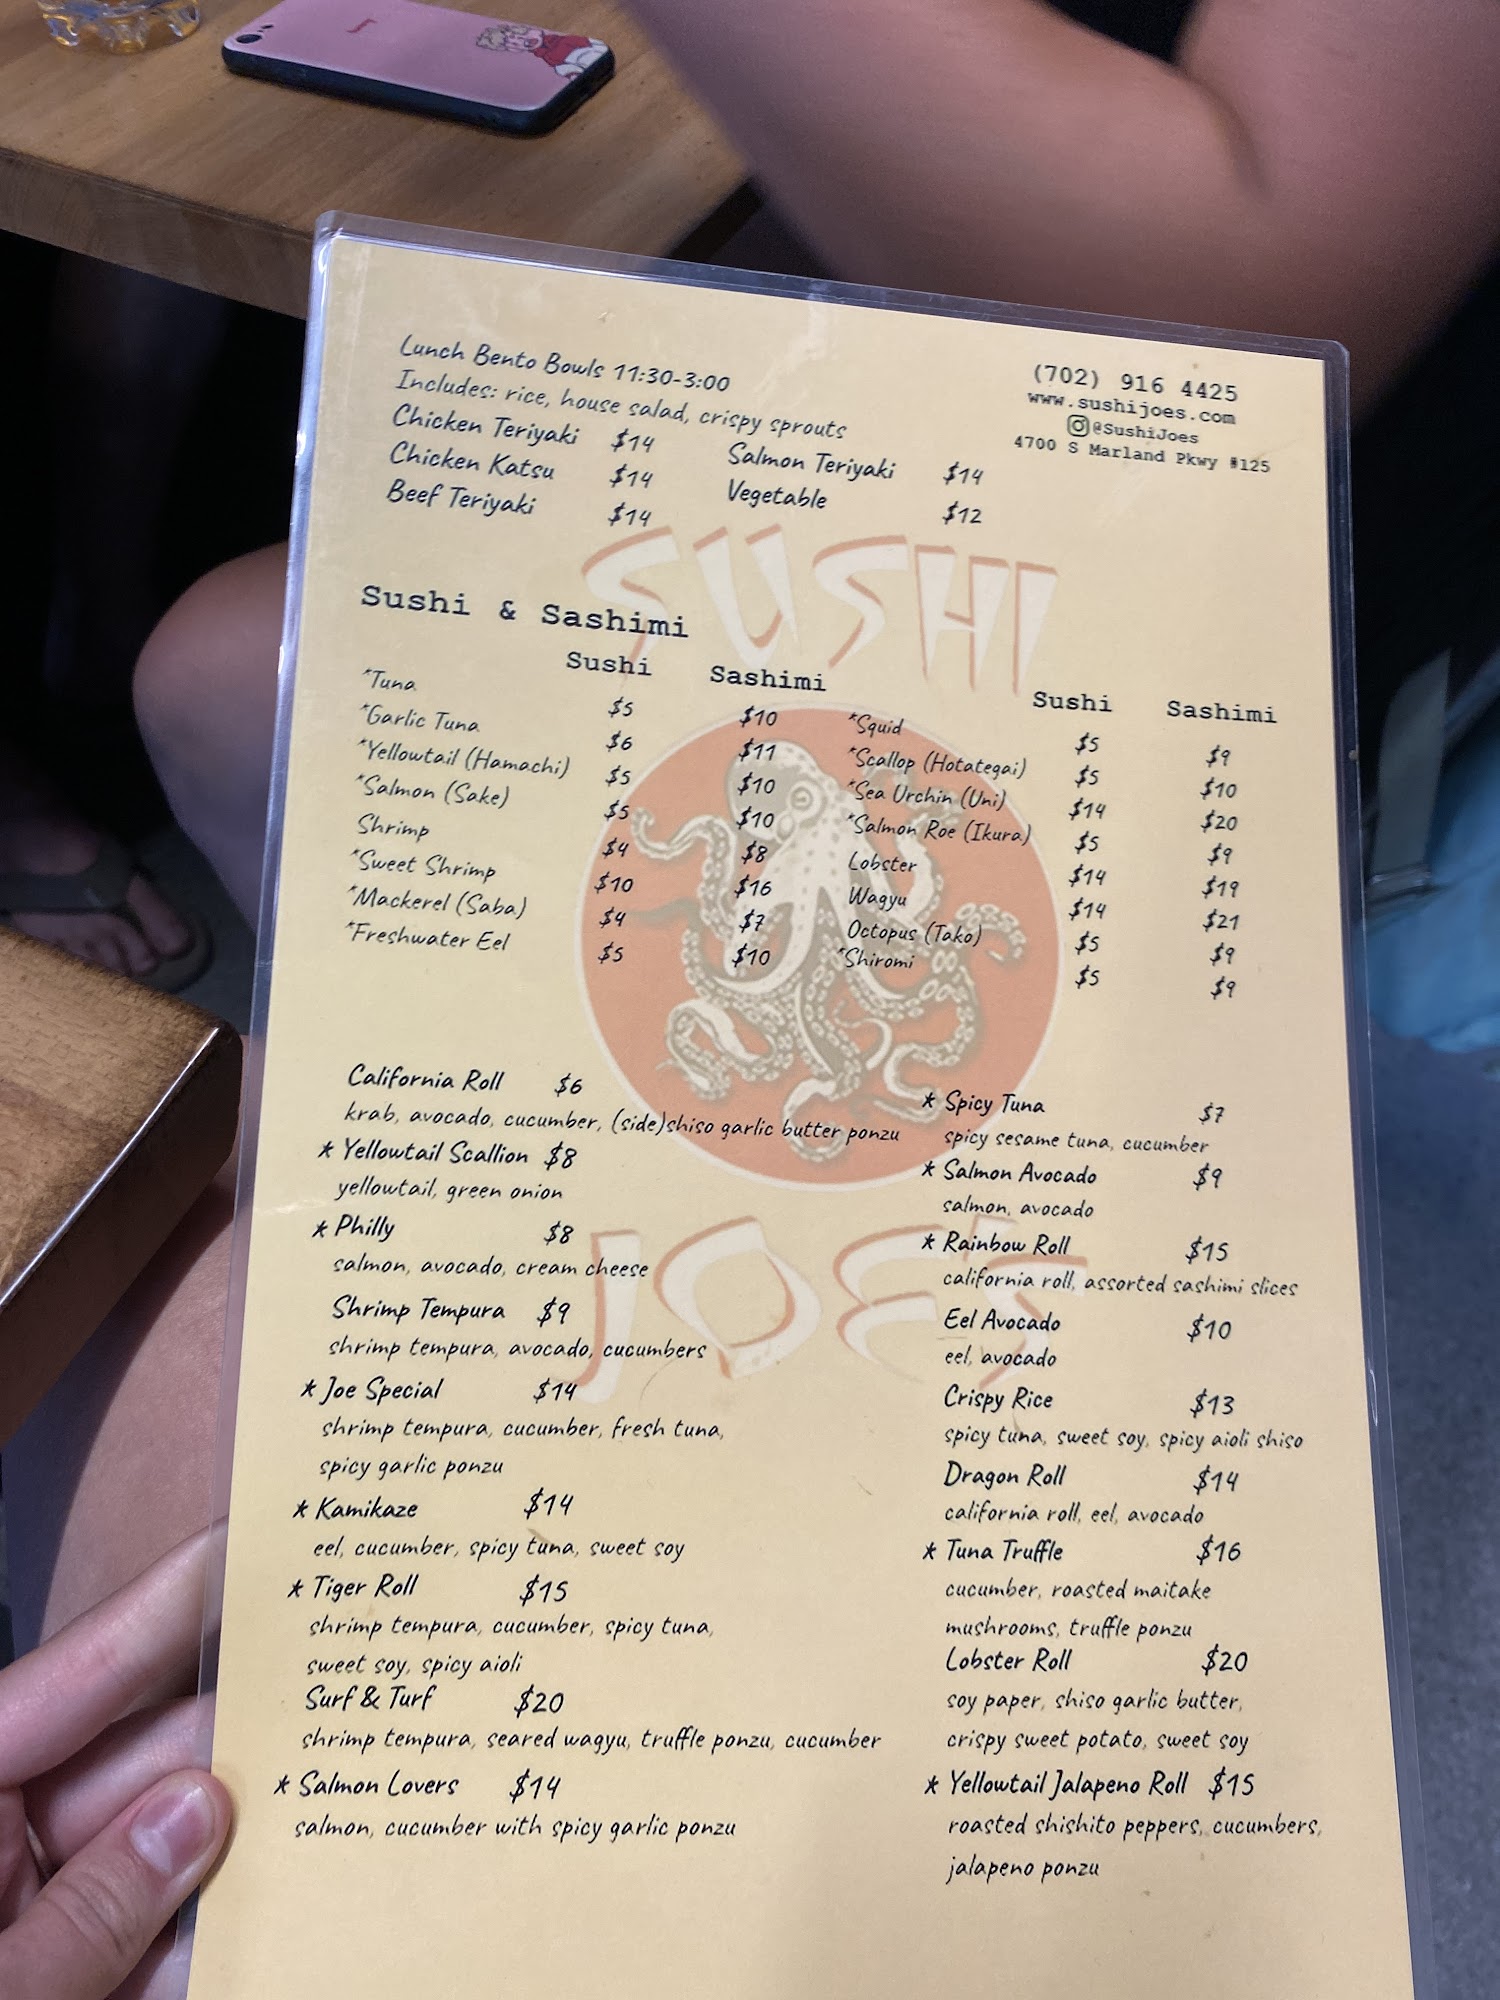 Lunch Bento Bowls 11:30-3:00
Includes: rice, house salad, crispy sprouts
Chicken Teriyaki $14
Chicken Katsu $14
Beef Teriyaki $14
Salmon Teriyaki $14
Vegetable $12
(702) 916 4425
www.sushijoes.com
@SushiJoes
4700 S Marland Pkwy #125
SUSHI
Sushi & Sashimi
Sushi Sashimi
*Tuna $5 $10
*Garlic Tuna $6 $11
*Yellowtail (Hamachi) $5 $10
*Salmon (Sake) $5 $10
Shrimp $4 $8
*Sweet Shrimp $10 $16
*Mackerel (Saba) $4 $7
*Freshwater Eel $5 $10
Sushi Sashimi
*Squid $5 $9
*Scallop (Hotategai) $5 $10
*Sea Urchin (Uni) $14 $20
*Salmon Roe (Ikura) $5 $9
Lobster $14 $19
Wagyu $14 $21
Octopus (Tako) $5 $9
*Shiromi $5 $9
California Roll $6
krab, avocado, cucumber, (side)shiso garlic butter ponzu
* Yellowtail Scallion $8
yellowtail, green onion
* Philly $8
salmon, avocado, cream cheese
Shrimp Tempura $9
shrimp tempura, avocado, cucumbers
* Joe Special $14
shrimp tempura, cucumber, fresh tuna,
spicy garlic ponzu
* Kamikaze $14
eel, cucumber, spicy tuna, sweet soy
* Tiger Roll $15
shrimp tempura, cucumber, spicy tuna,
sweet soy, spicy aioli
Surf & Turf $20
shrimp tempura, seared wagyu, truffle ponzu, cucumber
* Salmon Lovers $14
salmon, cucumber with spicy garlic ponzu
* Spicy Tuna $7
spicy sesame tuna, cucumber
* Salmon Avocado $9
salmon, avocado
* Rainbow Roll $15
california roll, assorted sashimi slices
Eel Avocado $10
eel, avocado
Crispy Rice $13
spicy tuna, sweet soy, spicy aioli shiso
Dragon Roll $14
california roll, eel, avocado
* Tuna Truffle $16
cucumber, roasted maitake
mushrooms, truffle ponzu
Lobster Roll $20
soy paper, shiso garlic butter,
crispy sweet potato, sweet soy
* Yellowtail Jalapeno Roll $15
roasted shishito peppers, cucumbers,
jalapeno ponzu
JOE'S